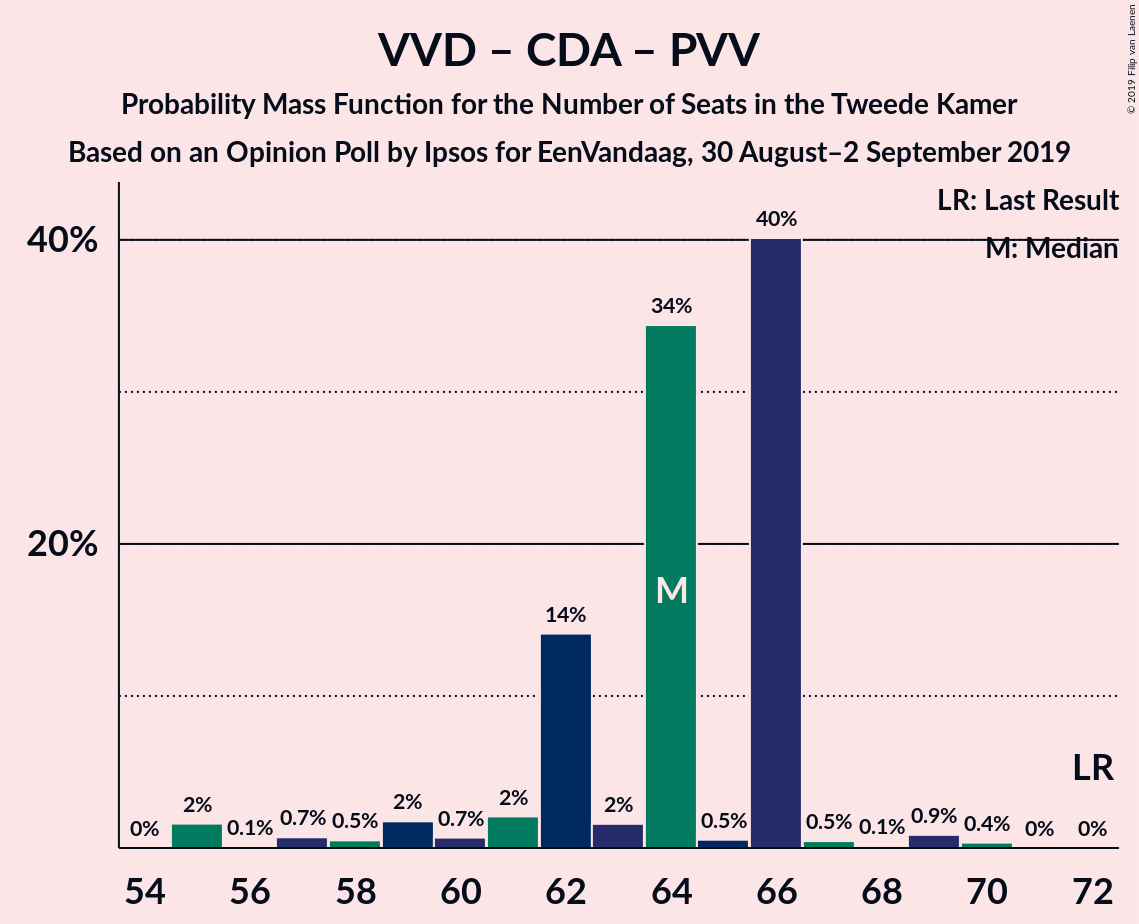 VVD – CDA – PVV
Probability Mass Function for the Number of Seats in the Tweede Kamer
Based on an Opinion Poll by Ipsos for EenVandaag, 30 August–2 September 2019
© 2019 Filip van Laenen
LR: Last Result
M: Median
40%
20%
0%
2%
0.1%
0.7%
0.5%
2%
0.7%
2%
14%
2%
34%
0.5%
40%
0.5%
0.1%
0.9%
0.4%
0%
0%
M
LR
54 56 58 60 62 64 66 68 70 72